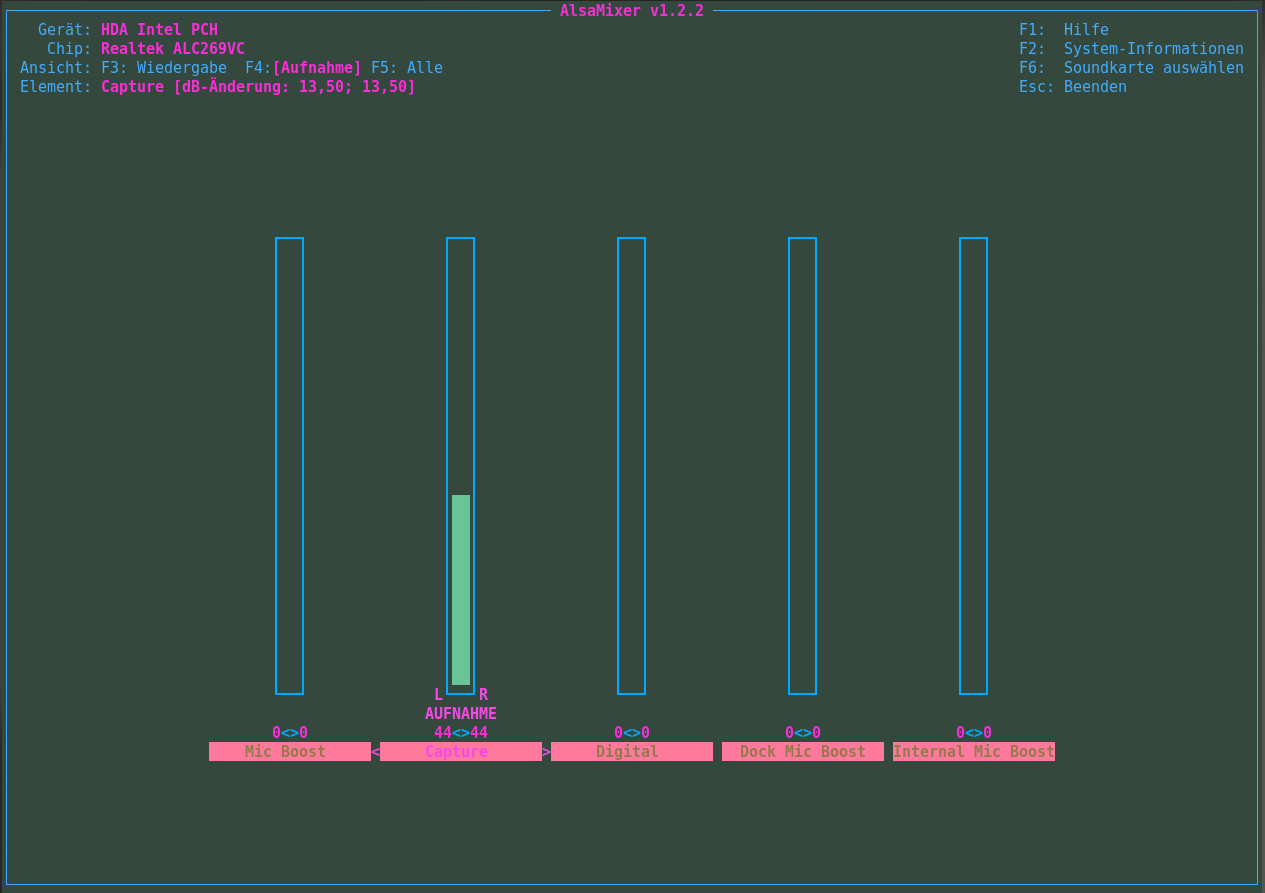 AlsaMixer v1.2.2
Gerät: HDA Intel PCH F1: Hilfe
Chip: Realtek ALC269VC F2: System-Informationen
Ansicht: F3: Wiedergabe F4:[Aufnahme] F5: Alle F6: Soundkarte auswählen
Element: Capture [dB-Änderung: 13,50; 13,50] Esc: Beenden
L R
AUFNAHME
0<>0 44<>44 0<>0 0<>0 0<>0
Mic Boost < Capture > Digital Dock Mic Boost Internal Mic Boost